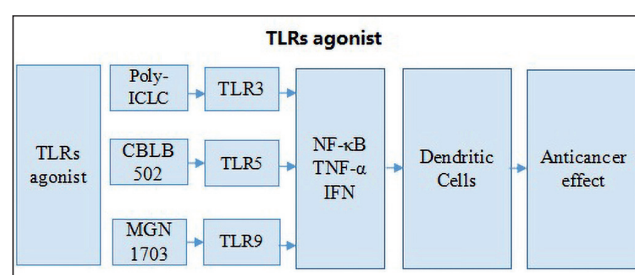 TLRs agonist
TLRs
agonist
Poly-
ICLC
TLR3
CBLB
502
TLR5
MGN
1703
TLR9
NF-κB
TNF-α
IFN
Dendritic
Cells
Anticancer
effect